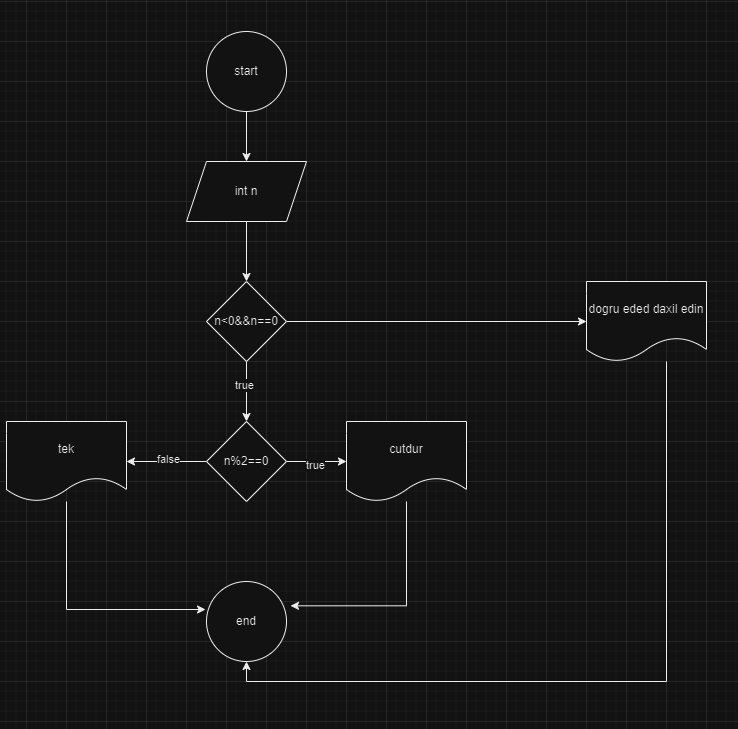 start
int n
n<0&&n==0
dogru eded daxil edin
true
tek
false
n%2==0
true
cutdur
end